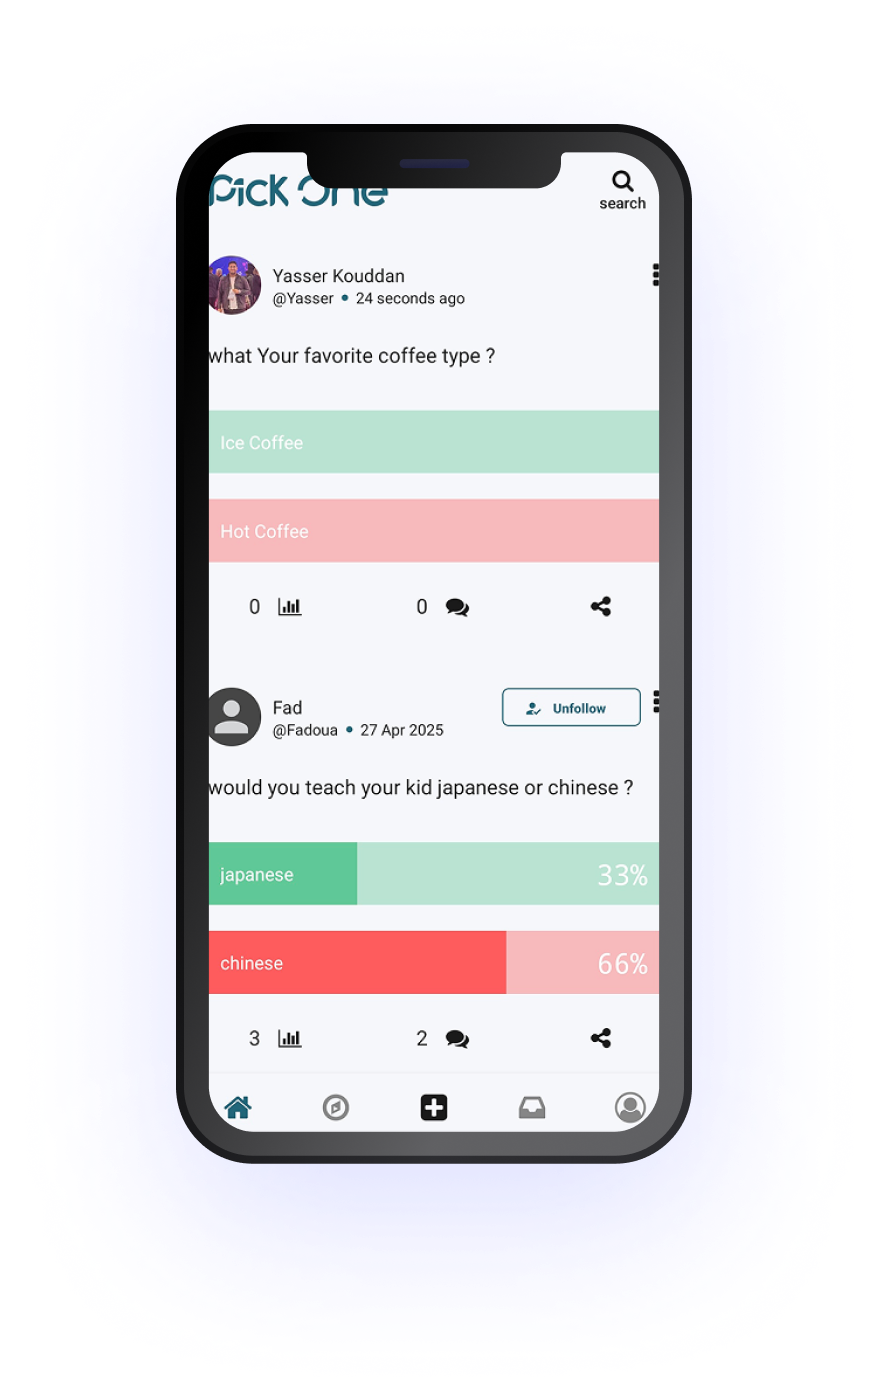 Pick One
search
Yasser Kouddan
@Yasser • 24 seconds ago
what Your favorite coffee type ?
Ice Coffee
Hot Coffee
0 0
Fad
@Fadoua • 27 Apr 2025
Unfollow
would you teach your kid japanese or chinese ?
japanese 33%
chinese 66%
3 2